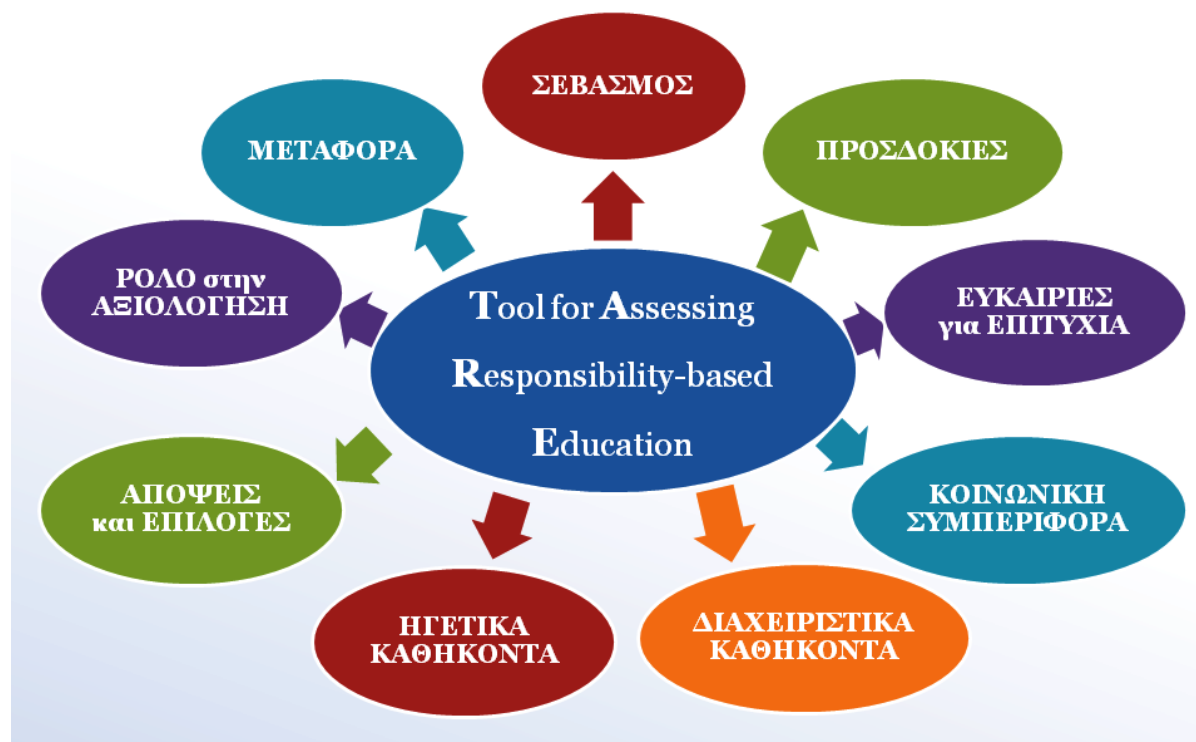 ΣΕΒΑΣΜΟΣ
ΠΡΟΣΔΟΚΙΕΣ
ΕΥΚΑΙΡΙΕΣ
για ΕΠΙΤΥΧΙΑ
ΚΟΙΝΩΝΙΚΗ
ΣΥΜΠΕΡΙΦΟΡΑ
ΔΙΑΧΕΙΡΙΣΤΙΚΑ
ΚΑΘΗΚΟΝΤΑ
ΗΓΕΤΙΚΑ
ΚΑΘΗΚΟΝΤΑ
ΑΠΟΨΕΙΣ
και ΕΠΙΛΟΓΕΣ
ΡΟΛΟ στην
ΑΞΙΟΛΟΓΗΣΗ
ΜΕΤΑΦΟΡΑ
Tool for Assessing
Responsibility-based
Education